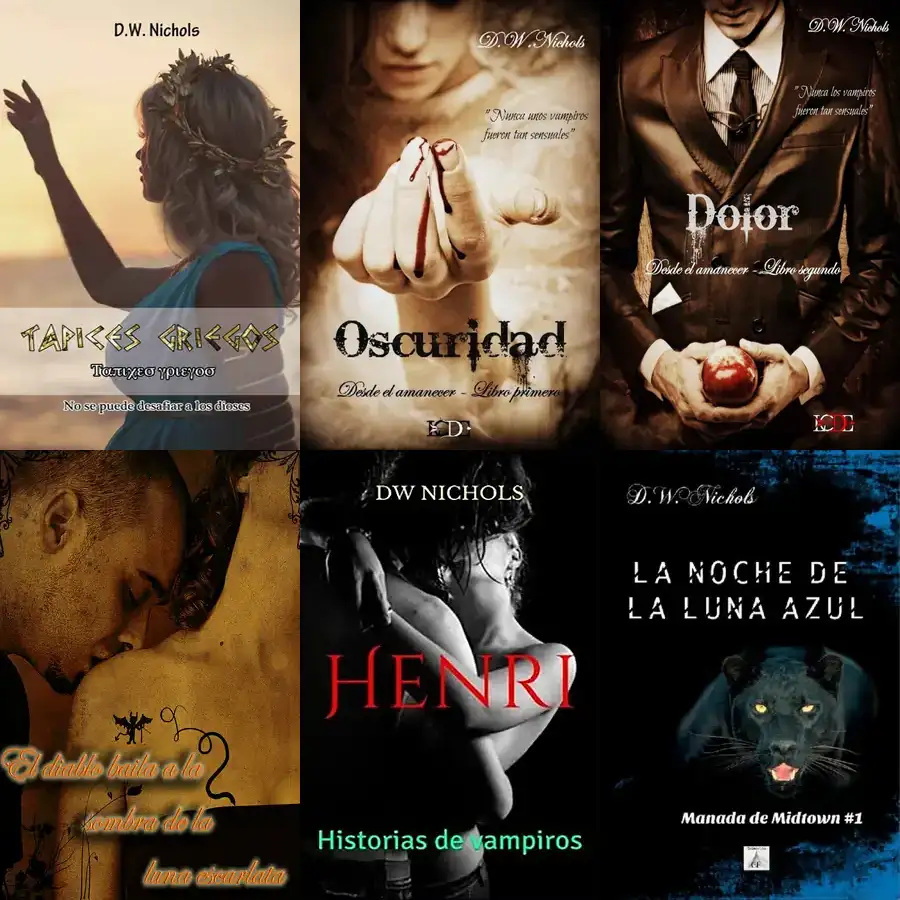 D.W. Nichols
TAPICES GRIEGOS
Ταπιχεσ γριεγοσ
No se puede desafiar a los dioses
D.W. Nichols
"Nunca unos vampiros
fueron tan sensuales"
Oscuridad
Desde el amanecer - Libro primero
D.W. Nichols
"Nunca los vampiros
fueron tan sensuales"
Dolor
Desde el amanecer - Libro segundo
El diablo baila a la
sombra de la
luna escarlata
DW NICHOLS
HENRI
Historias de vampiros
D.W. Nichols
LA NOCHE DE
LA LUNA AZUL
Manada de Midtown #1